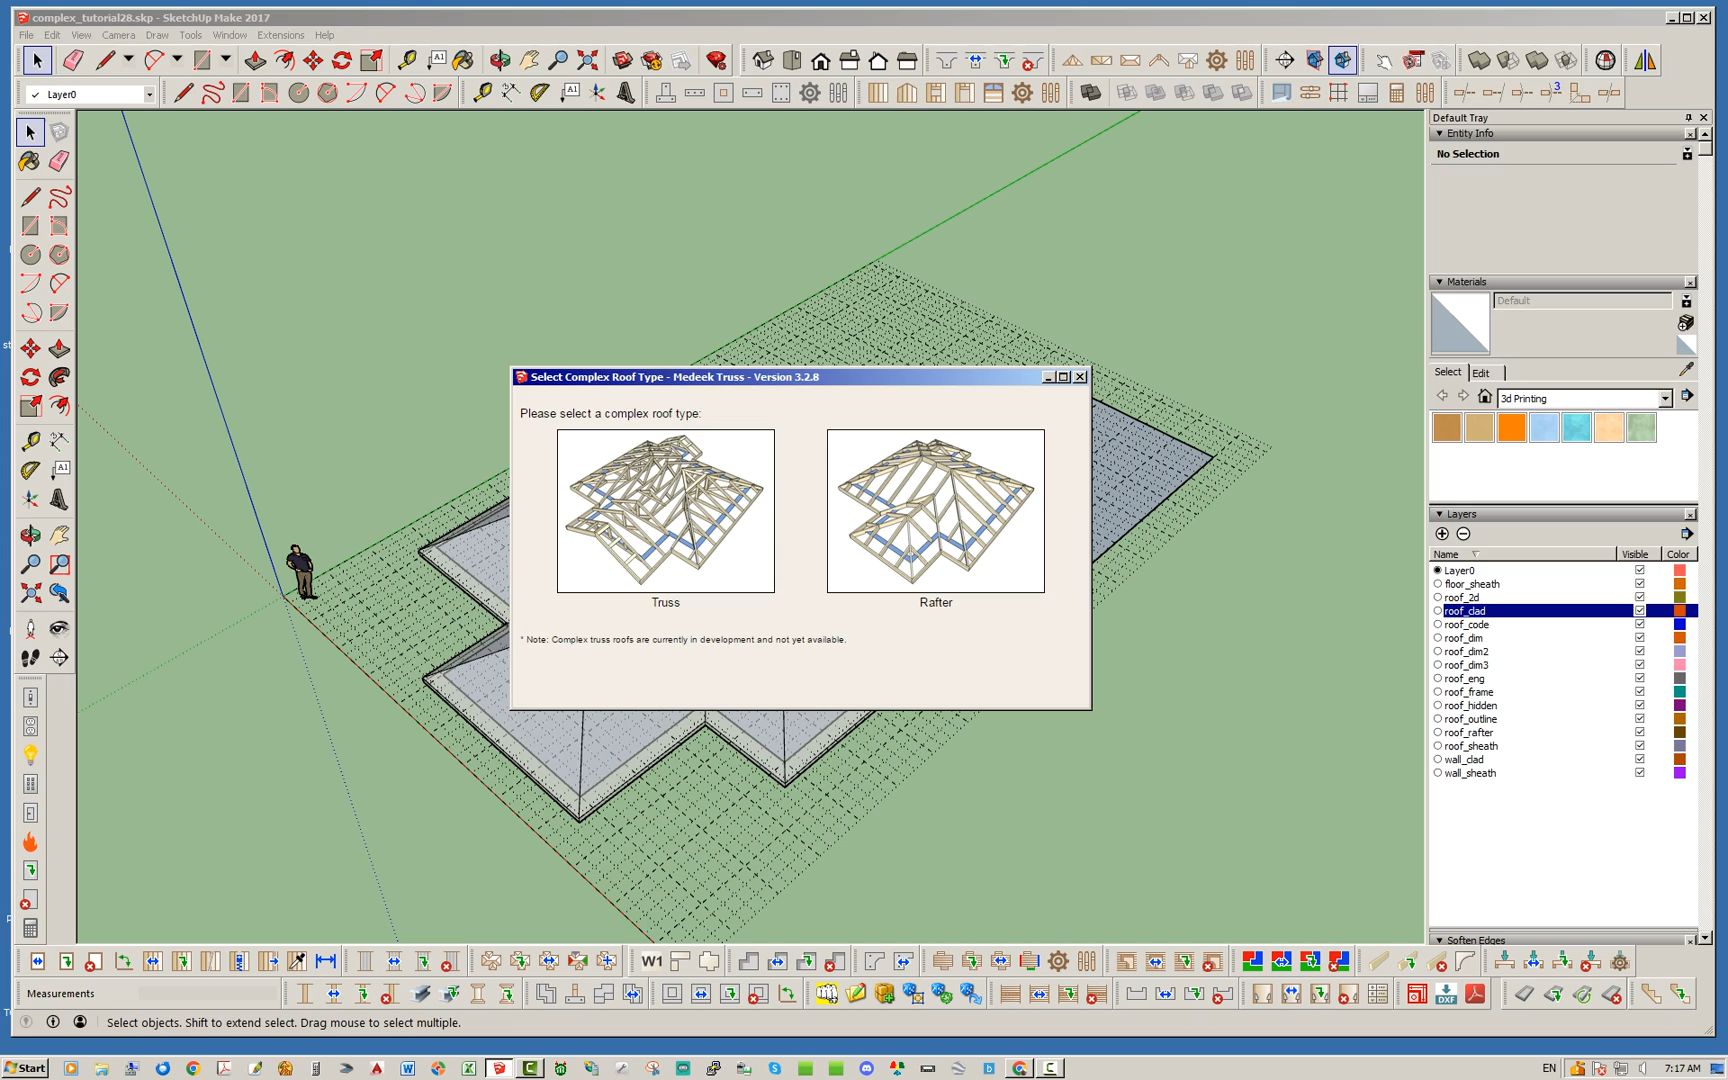 complex_tutorial28.skp - SketchUp Make 2017
File Edit View Camera Draw Tools Window Extensions Help
Layer0
Default Tray
Entity Info
No Selection
Materials
Default
Select Edit
3d Printing
Select Complex Roof Type - Medeek Truss - Version 3.2.8
Please select a complex roof type:
Truss
Rafter
* Note: Complex truss roofs are currently in development and not yet available.
Layers
Name Visible Color
Layer0
floor_sheath
roof_2d
roof_clad
roof_code
roof_dim
roof_dim2
roof_dim3
roof_eng
roof_frame
roof_hidden
roof_outline
roof_rafter
roof_sheath
wall_clad
wall_sheath
Soften Edges
W1
Measurements
DXF
Select objects. Shift to extend select. Drag mouse to select multiple.
Start
EN
7:17 AM